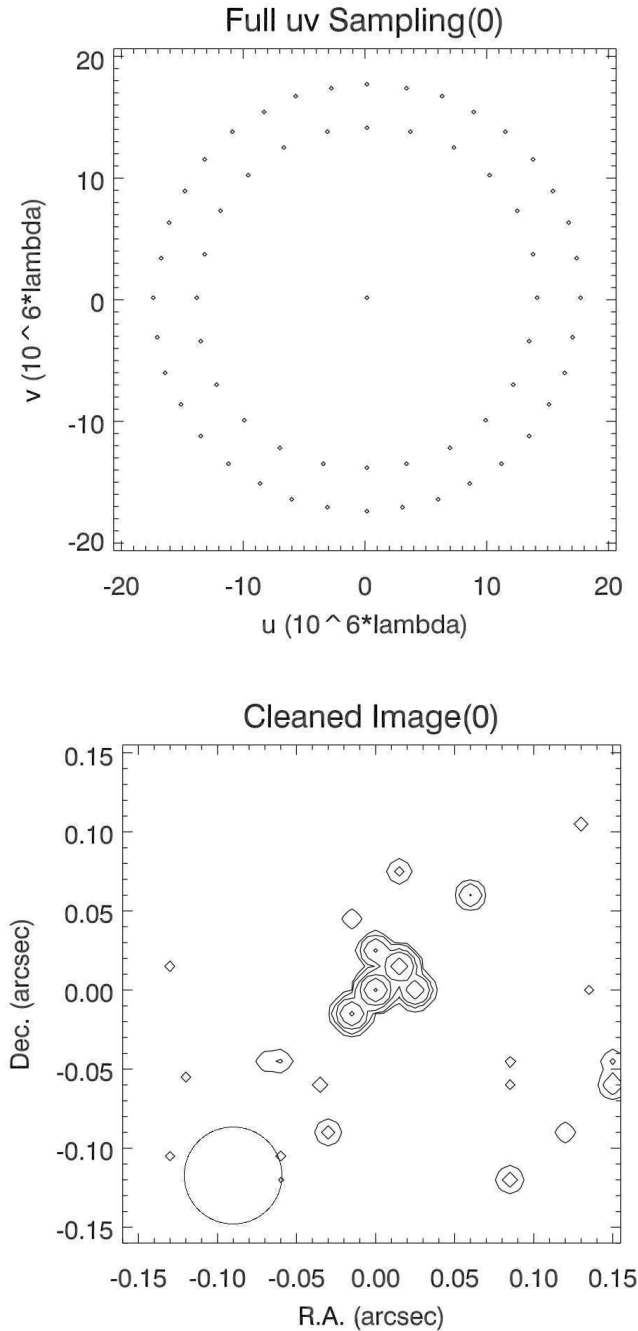 Full uv Sampling(0)
20
10
0
-10
-20
v (10^6*lambda)
-20 -10 0 10 20
u (10^6*lambda)
Cleaned Image(0)
0.15
0.10
0.05
0.00
-0.05
-0.10
-0.15
Dec. (arcsec)
-0.15 -0.10 -0.05 0.00 0.05 0.10 0.15
R.A. (arcsec)